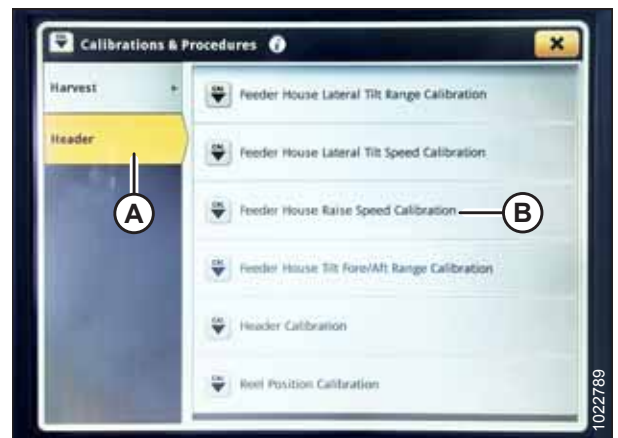 Calibrations & Procedures
Harvest
Header
Feeder House Lateral Tilt Range Calibration
Feeder House Lateral Tilt Speed Calibration
Feeder House Raise Speed Calibration
Feeder House Tilt Fore/Aft Range Calibration
Header Calibration
Reel Position Calibration
A
B
1022789